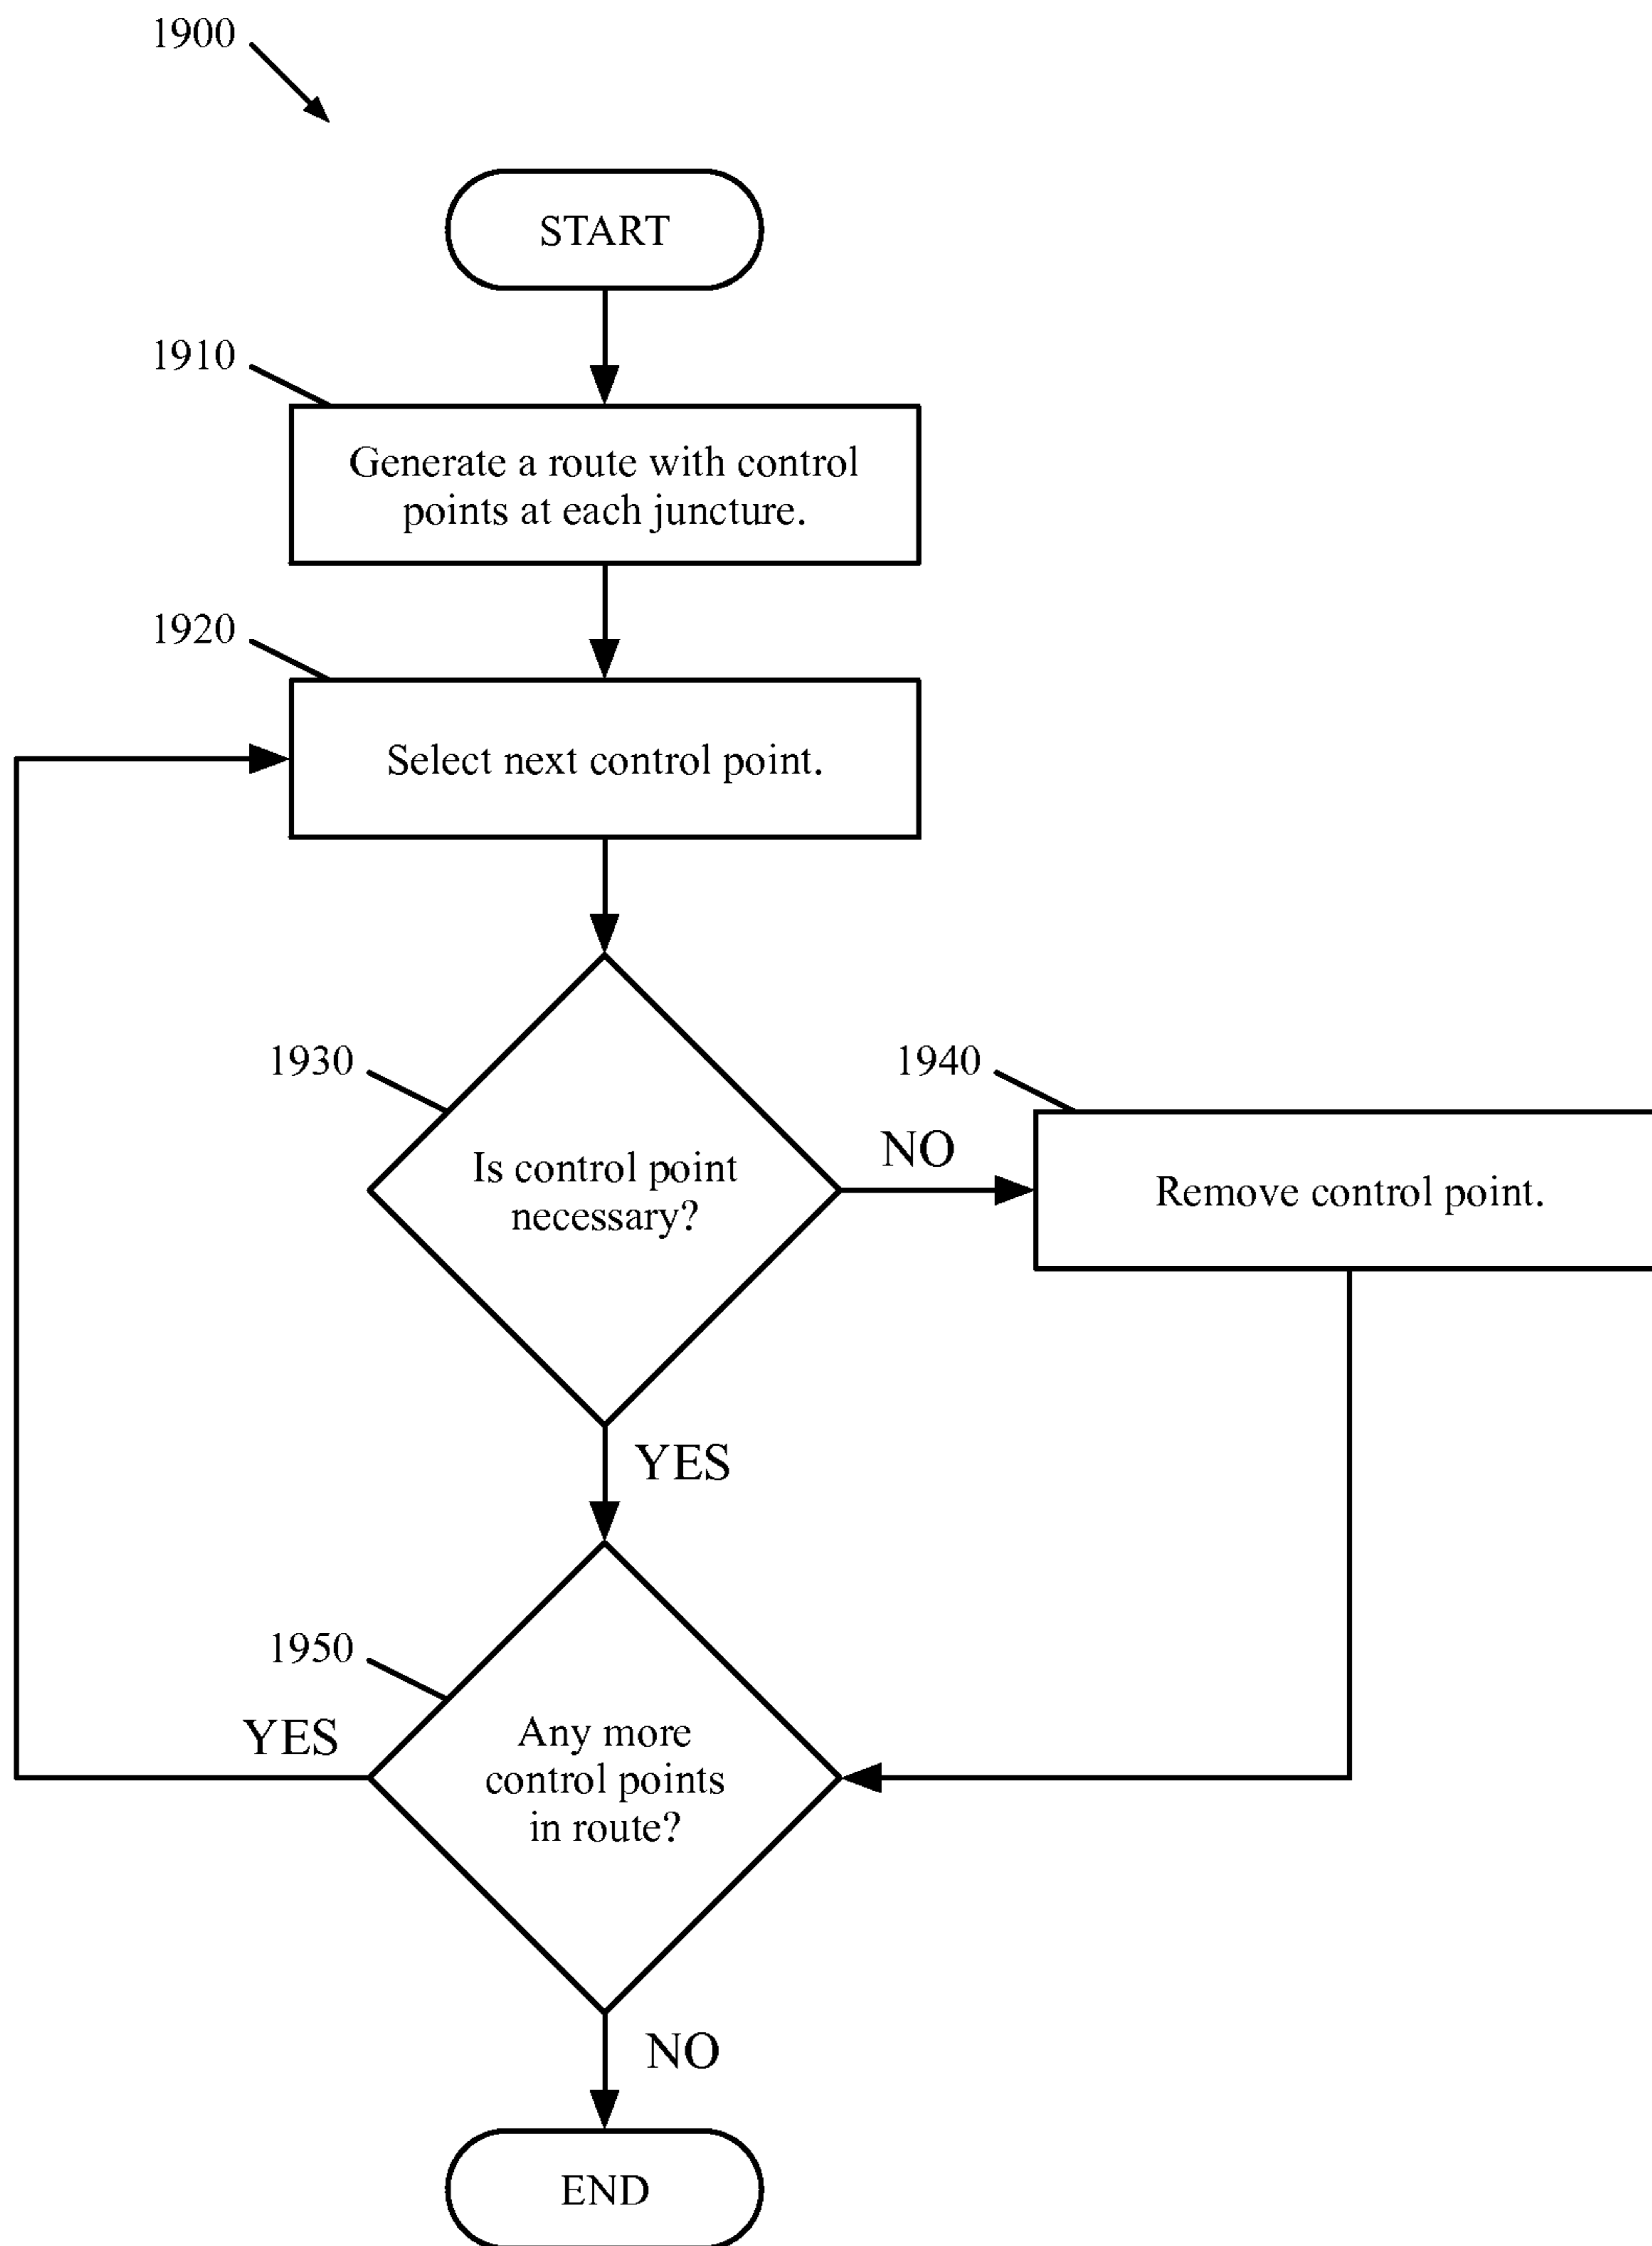 1900
START
1910
Generate a route with control
points at each juncture.
1920
Select next control point.
1930
Is control point
necessary?
NO
1940
Remove control point.
YES
1950
Any more
control points
in route?
YES
NO
END